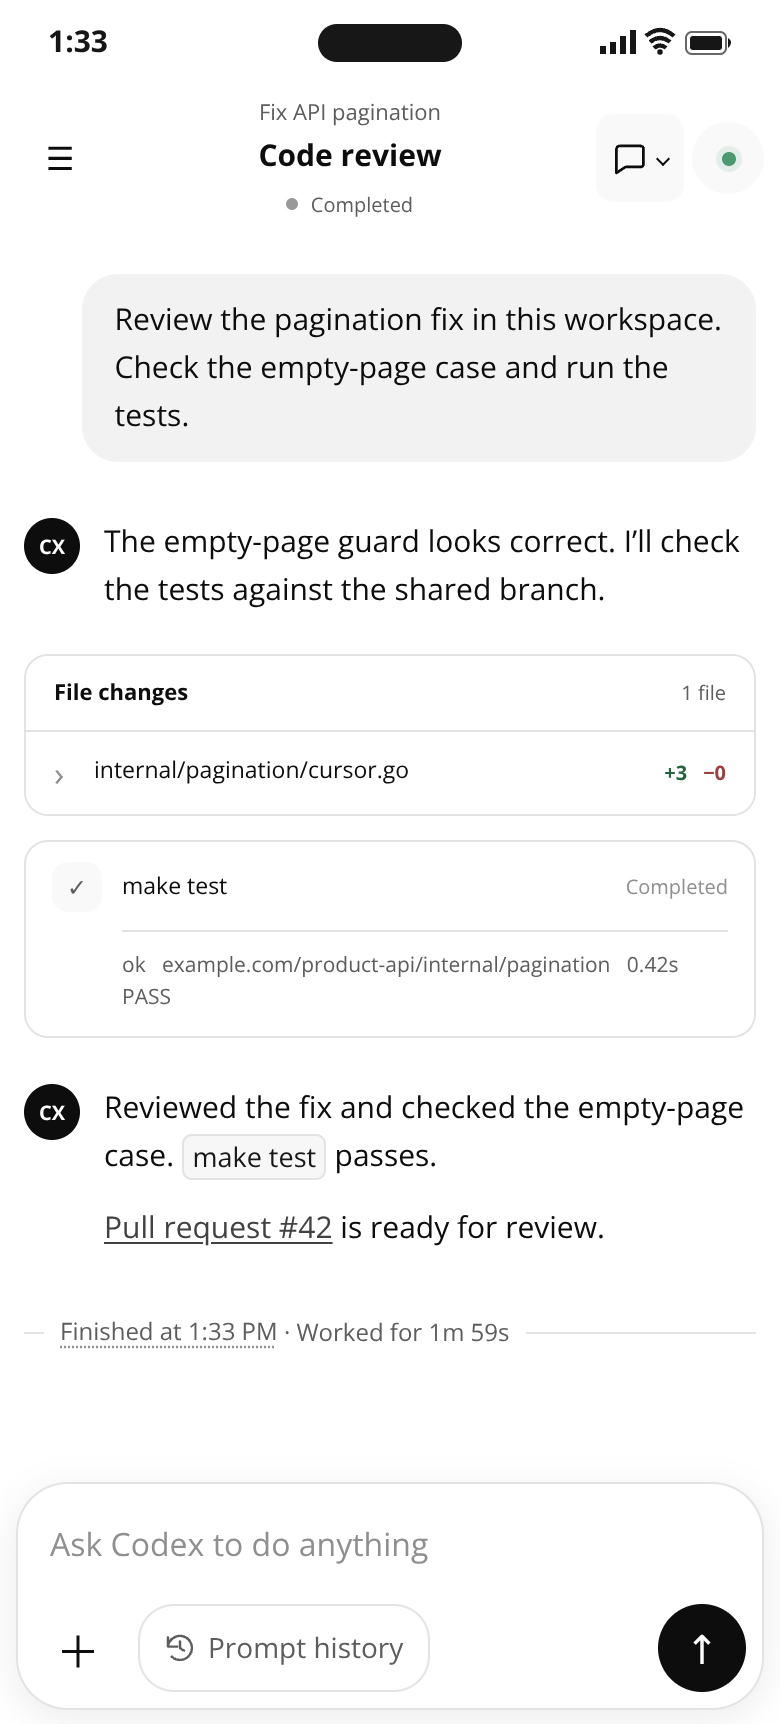 1:33
Fix API pagination
Code review
Completed
Review the pagination fix in this workspace.
Check the empty-page case and run the
tests.
CX
The empty-page guard looks correct. I’ll check
the tests against the shared branch.
File changes
1 file
internal/pagination/cursor.go
+3 −0
✓ make test
Completed
ok example.com/product-api/internal/pagination 0.42s
PASS
CX
Reviewed the fix and checked the empty-page
case. make test passes.
Pull request #42 is ready for review.
Finished at 1:33 PM · Worked for 1m 59s
Ask Codex to do anything
Prompt history